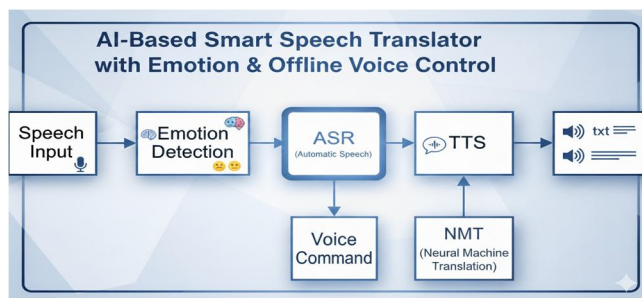 AI-Based Smart Speech Translator
with Emotion & Offline Voice Control
Speech
Input
Emotion
Detection
ASR
(Automatic Speech)
TTS
txt
Voice
Command
NMT
(Neural Machine
Translation)